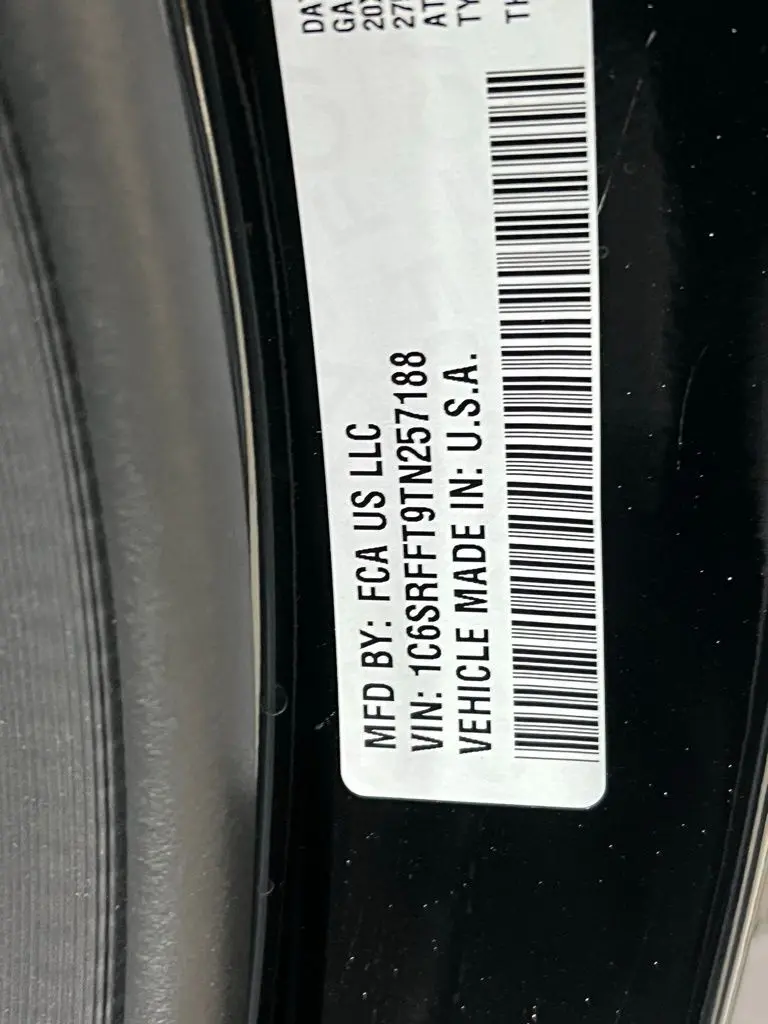 MFD BY: FCA US LLC
VIN: 1C6SRFFT9TN257188
VEHICLE MADE IN: U.S.A.